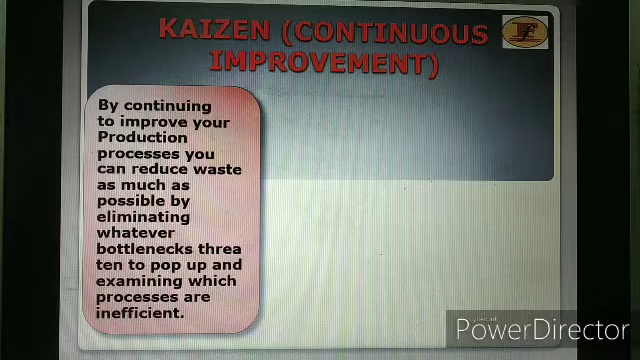 KAIZEN (CONTINUOUS
IMPROVEMENT)
By continuing
to improve your
Production
processes you
can reduce waste
as much as
possible by
eliminating
whatever
bottlenecks threa
ten to pop up and
examining which
processes are
inefficient.
PowerDirector